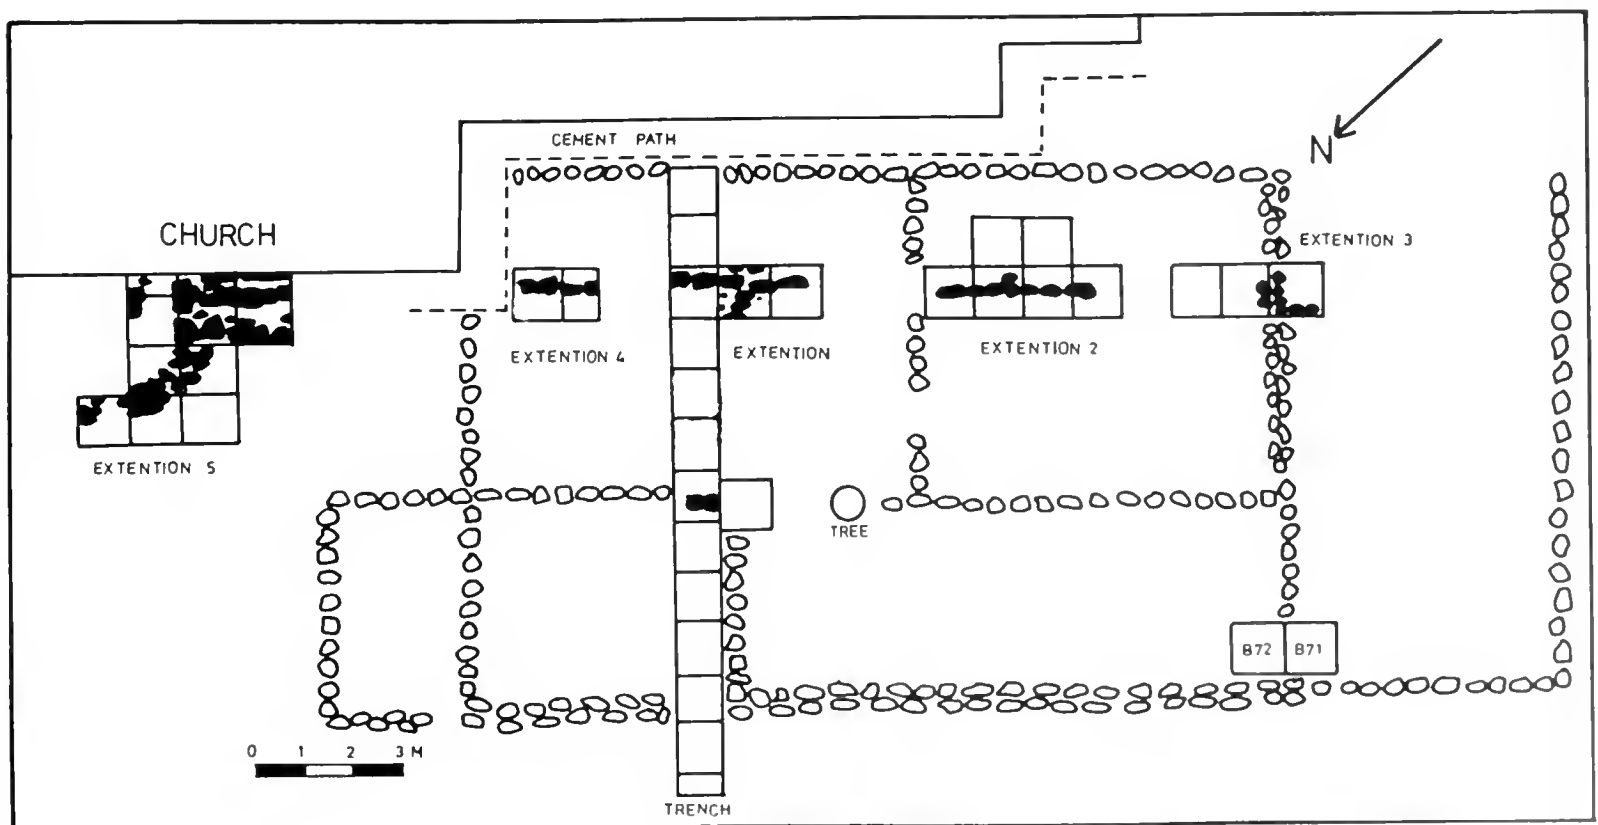 CEMENT PATH
N
CHURCH
EXTENTION 3
EXTENTION 4
EXTENTION
EXTENTION 2
EXTENTION 5
TREE
B72
B71
0 1 2 3 M
TRENCH